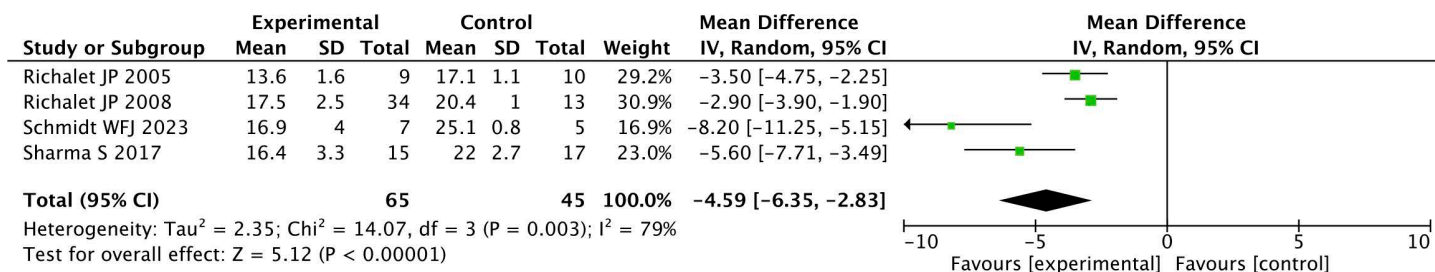 Experimental Control Mean Difference Mean Difference
Study or Subgroup Mean SD Total Mean SD Total Weight IV, Random, 95% CI IV, Random, 95% CI
Richalet JP 2005 13.6 1.6 9 17.1 1.1 10 29.2% −3.50 [−4.75, −2.25]
Richalet JP 2008 17.5 2.5 34 20.4 1 13 30.9% −2.90 [−3.90, −1.90]
Schmidt WFJ 2023 16.9 4 7 25.1 0.8 5 16.9% −8.20 [−11.25, −5.15]
Sharma S 2017 16.4 3.3 15 22 2.7 17 23.0% −5.60 [−7.71, −3.49]
Total (95% CI) 65 45 100.0% −4.59 [−6.35, −2.83]
Heterogeneity: Tau² = 2.35; Chi² = 14.07, df = 3 (P = 0.003); I² = 79%
Test for overall effect: Z = 5.12 (P < 0.00001)
−10 −5 0 5 10
Favours [experimental] Favours [control]